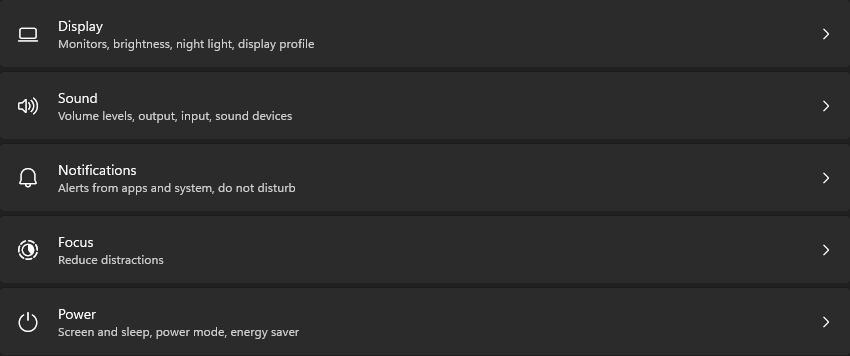 Display
Monitors, brightness, night light, display profile
Sound
Volume levels, output, input, sound devices
Notifications
Alerts from apps and system, do not disturb
Focus
Reduce distractions
Power
Screen and sleep, power mode, energy saver